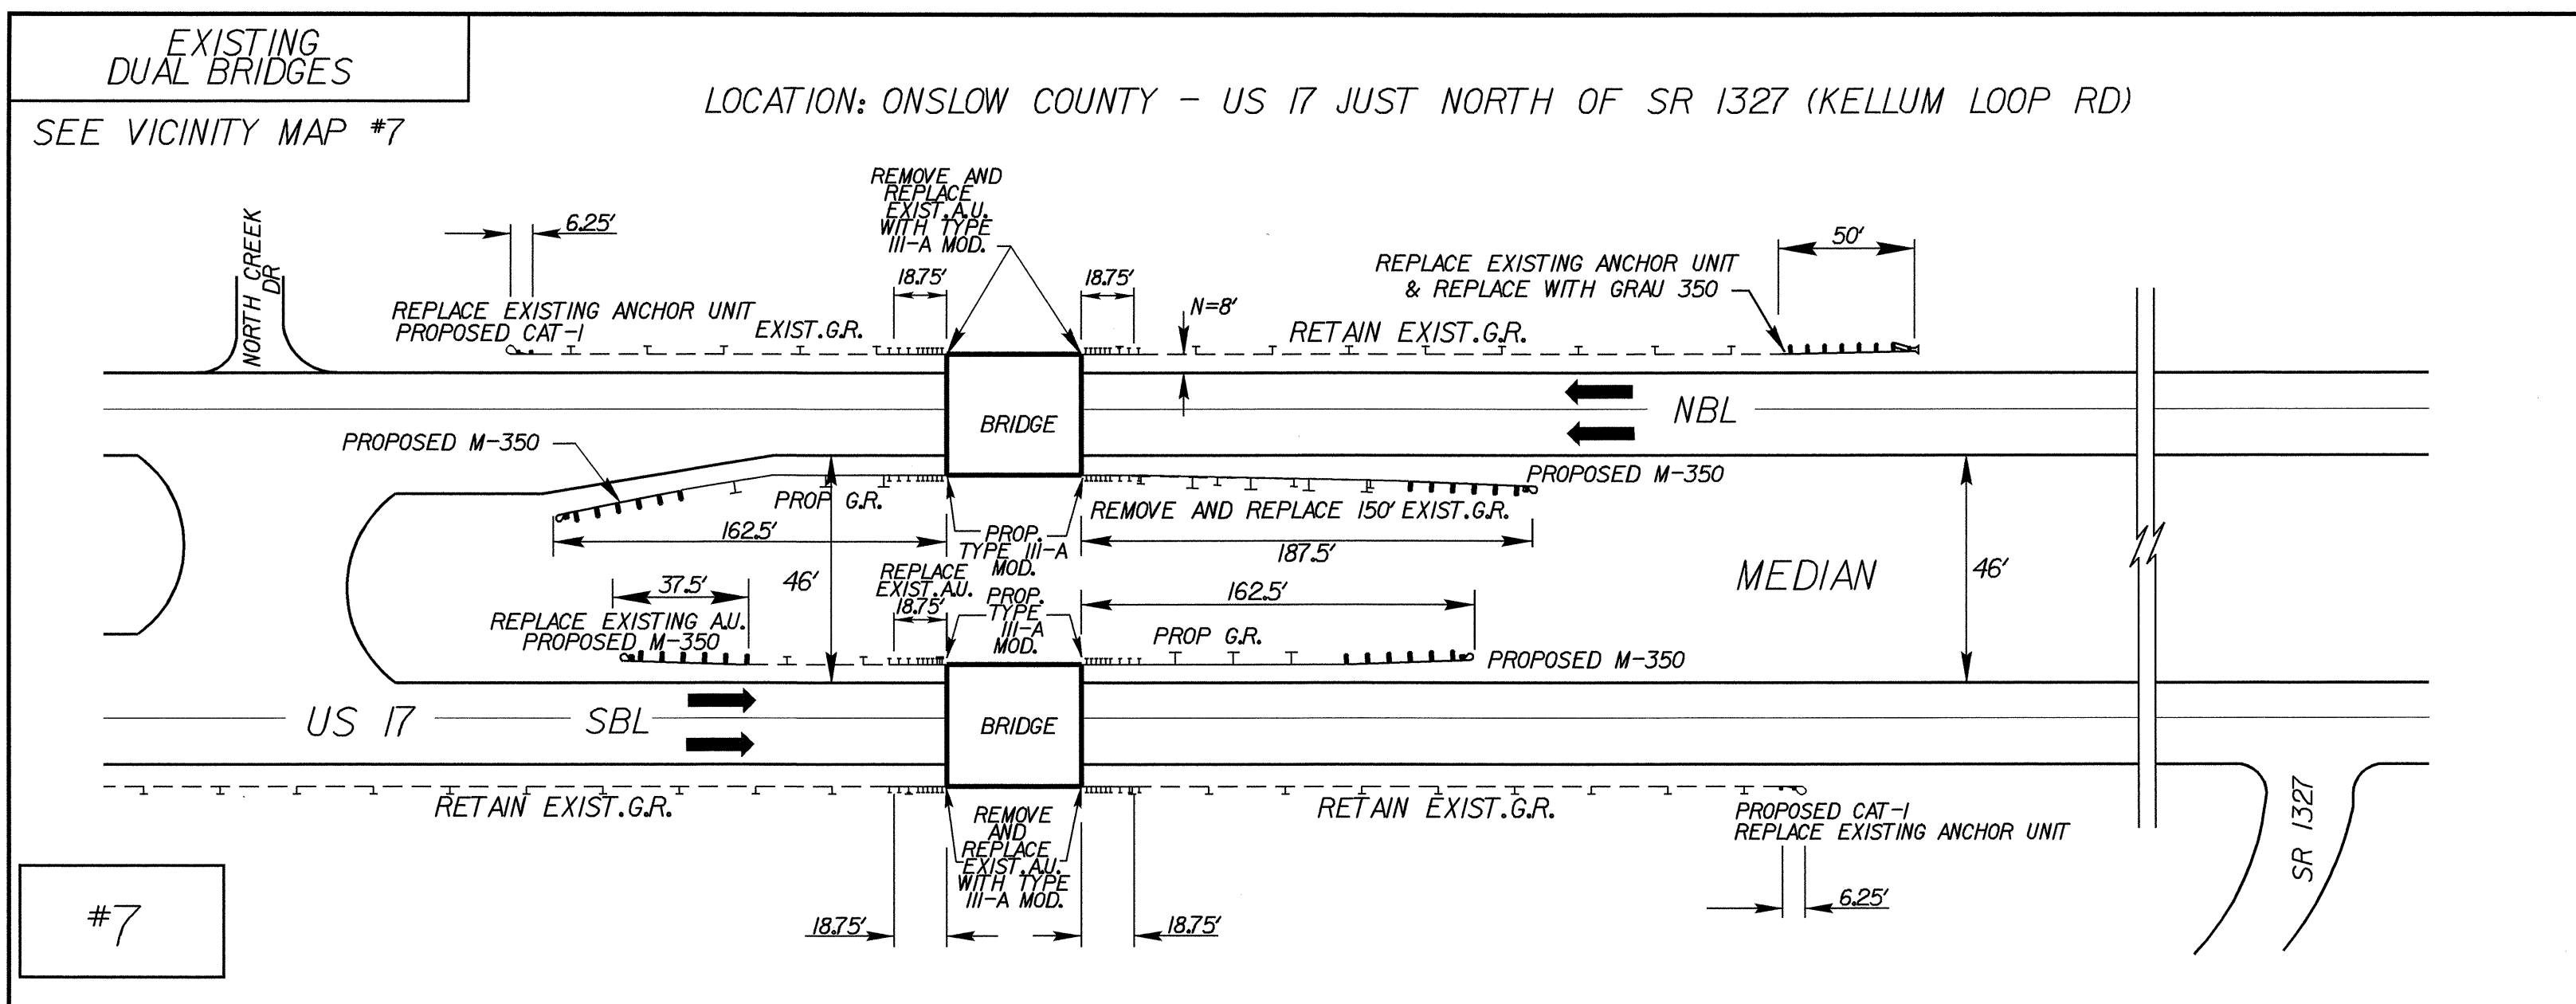 EXISTING
DUAL BRIDGES
SEE VICINITY MAP #7
LOCATION: ONSLOW COUNTY - US 17 JUST NORTH OF SR 1327 (KELLUM LOOP RD)
REMOVE AND
REPLACE
EXIST. A.U.
WITH TYPE
III-A MOD.
6.25'
NORTH CREEK
DR
REPLACE EXISTING ANCHOR UNIT
PROPOSED CAT-1
EXIST. G.R.
18.75'
18.75'
N=8'
REPLACE EXISTING ANCHOR UNIT
& REPLACE WITH GRAU 350
50'
RETAIN EXIST. G.R.
BRIDGE
NBL
PROPOSED M-350
PROP G.R.
162.5'
46'
PROP.
TYPE III-A
MOD.
PROPOSED M-350
REMOVE AND REPLACE 150' EXIST. G.R.
187.5'
MEDIAN
46'
37.5'
REPLACE EXISTING A.U.
PROPOSED M-350
REPLACE
EXIST. A.U.
18.75'
PROP.
TYPE
III-A
MOD.
162.5'
PROP G.R.
PROPOSED M-350
US 17
SBL
BRIDGE
RETAIN EXIST. G.R.
REMOVE
AND
REPLACE
EXIST. A.U.
WITH TYPE
III-A MOD.
RETAIN EXIST. G.R.
PROPOSED CAT-1
REPLACE EXISTING ANCHOR UNIT
6.25'
SR 1327
18.75'
18.75'
#7